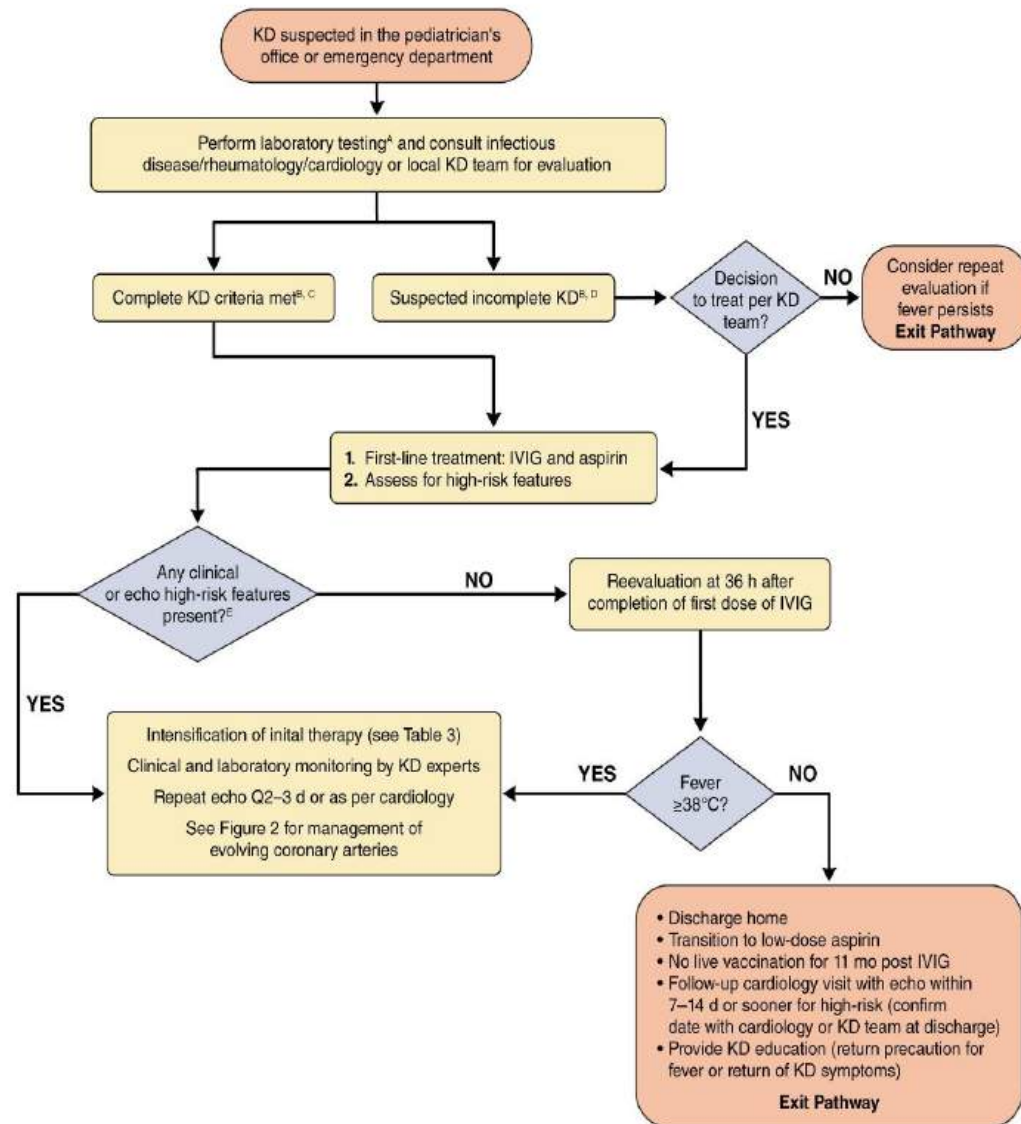 KD suspected in the pediatrician's
office or emergency department
Perform laboratory testingA and consult infectious
disease/rheumatology/cardiology or local KD team for evaluation
Complete KD criteria metB, C
Suspected incomplete KDB, D
Decision
to treat per KD
team?
NO
Consider repeat
evaluation if
fever persists
Exit Pathway
YES
1. First-line treatment: IVIG and aspirin
2. Assess for high-risk features
Any clinical
or echo high-risk features
present?E
NO
Reevaluation at 36 h after
completion of first dose of IVIG
YES
Intensification of inital therapy (see Table 3)
Clinical and laboratory monitoring by KD experts
Repeat echo Q2–3 d or as per cardiology
See Figure 2 for management of
evolving coronary arteries
YES
Fever
≥38°C?
NO
• Discharge home
• Transition to low-dose aspirin
• No live vaccination for 11 mo post IVIG
• Follow-up cardiology visit with echo within
7–14 d or sooner for high-risk (confirm
date with cardiology or KD team at discharge)
• Provide KD education (return precaution for
fever or return of KD symptoms)
Exit Pathway